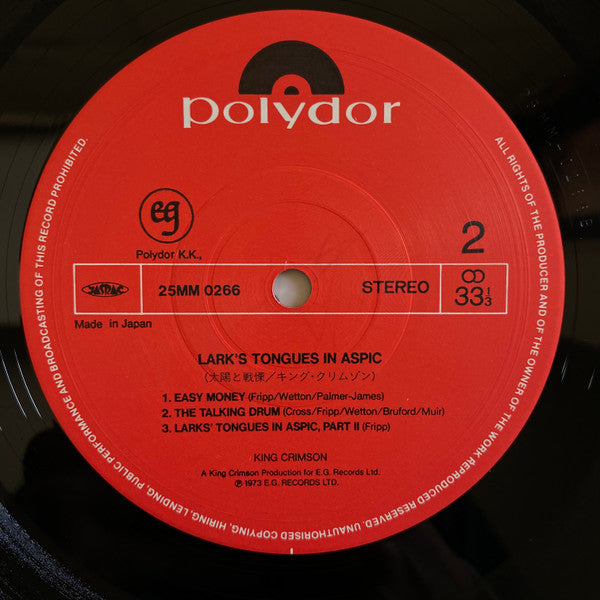 polydor
eg
Polydor K.K.,
2
JASRAC
25MM 0266
STEREO
33 1/3
Made in Japan
LARK'S TONGUES IN ASPIC
(太陽と戦慄/キング・クリムゾン)
1. EASY MONEY (Fripp/Wetton/Palmer-James)
2. THE TALKING DRUM (Cross/Fripp/Wetton/Bruford/Muir)
3. LARKS' TONGUES IN ASPIC, PART II (Fripp)
KING CRIMSON
A King Crimson Production for E.G. Records Ltd.
Ⓟ 1973 E.G. RECORDS LTD.
ALL RIGHTS OF THE PRODUCER AND OF THE OWNER OF THE WORK REPRODUCED RESERVED. UNAUTHORISED COPYING, HIRING, LENDING, PUBLIC PERFORMANCE AND BROADCASTING OF THIS RECORD PROHIBITED.